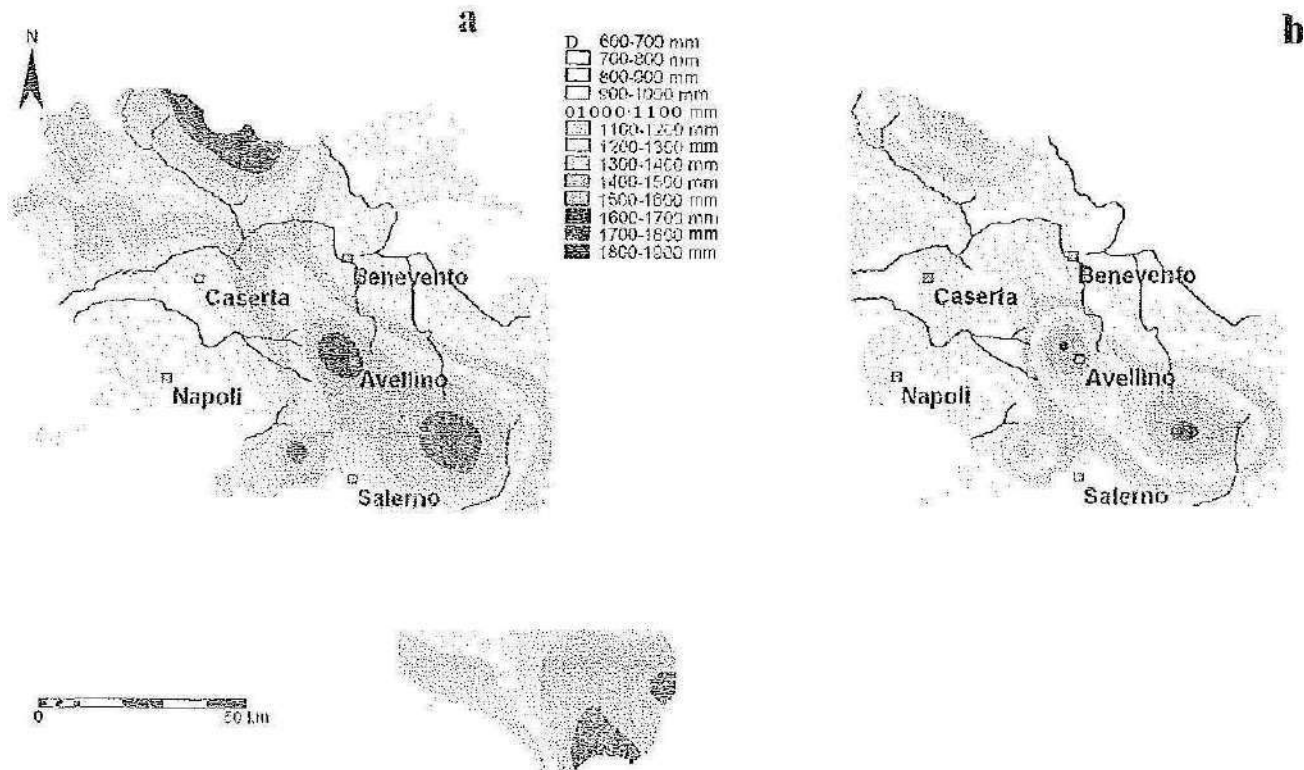 a
b
N
D 600-700 mm
700-800 mm
800-900 mm
900-1000 mm
01000·1100 mm
1100-1200 mm
1200-1300 mm
1300-1400 mm
1400-1500 mm
1500-1600 mm
1600-1700 mm
1700-1800 mm
1800-1900 mm
Benevento
Caserta
Avellino
Napoli
Salerno
Benevento
Caserta
Avellino
Napoli
Salerno
0 50 km